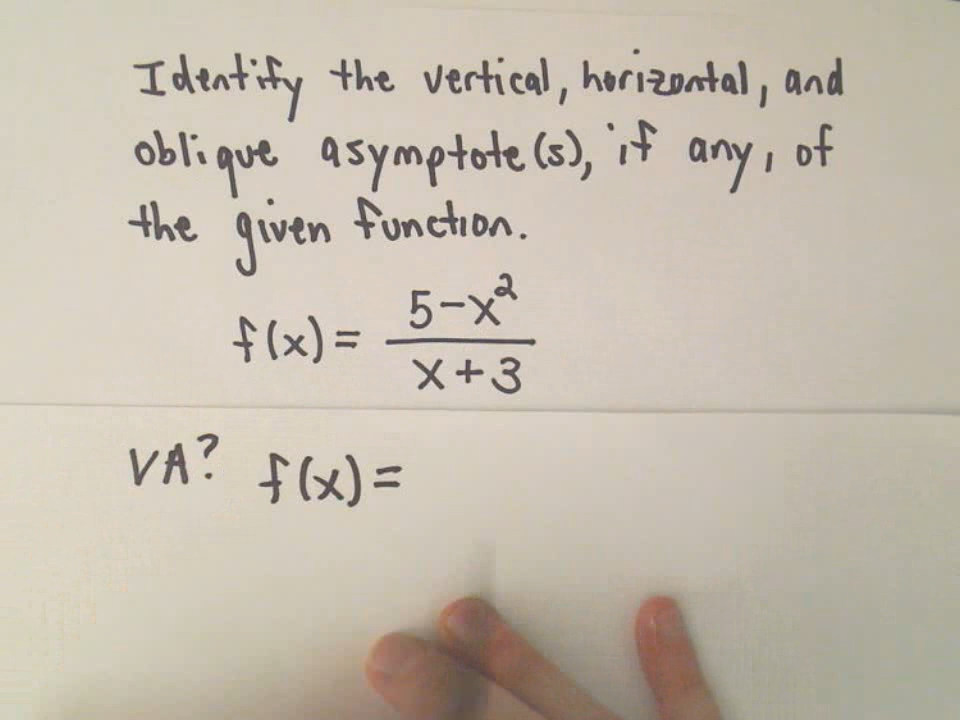 Identify the vertical, horizontal, and
oblique asymptote(s), if any, of
the given function.
f(x) = (5-x²)/(x+3)
VA? f(x) =